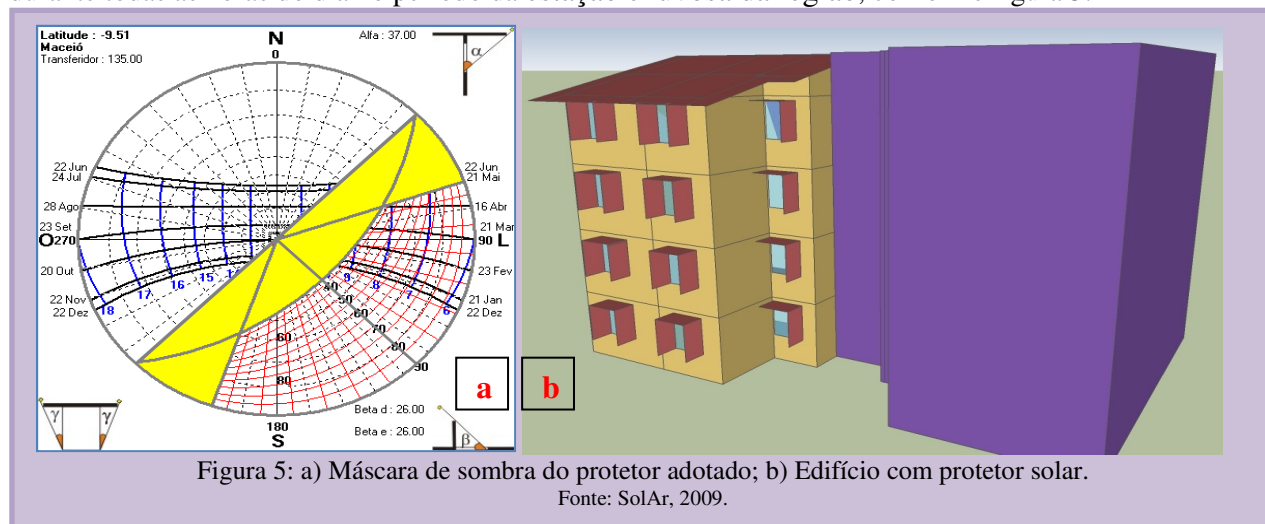 Latitude : -9.51
Maceió
Transferidor : 135.00
N
0
Alfa : 37.00
α
22 Jun
24 Jul
28 Ago
23 Set
O 270
20 Out
22 Nov
22 Dez
22 Jun
21 Mai
16 Abr
21 Mar
90 L
23 Fev
21 Jan
22 Dez
18
17
16
15
9
8
7
6
40
50
60
70
80
90
60
80
180
S
γ
γ
Beta d : 26.00
Beta e : 26.00
β
a
b
Figura 5: a) Máscara de sombra do protetor adotado; b) Edifício com protetor solar.
Fonte: SolAr, 2009.